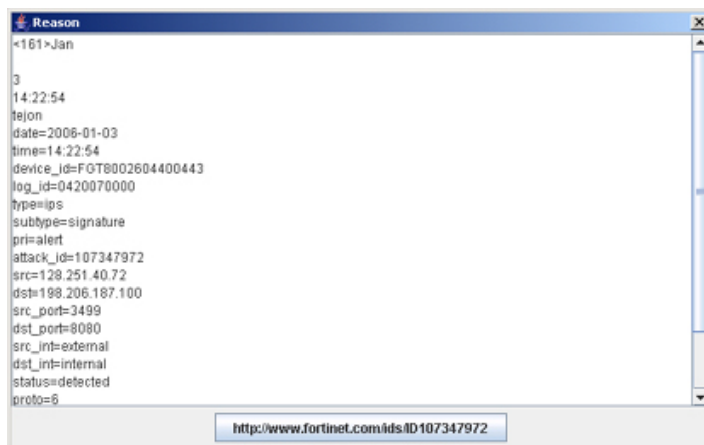 Reason
<161>Jan
3
14:22:54
tejon
date=2006-01-03
time=14:22:54
device_id=FGT8002604400443
log_id=0420070000
type=ips
subtype=signature
pri=alert
attack_id=107347972
src=128.251.40.72
dst=198.206.187.100
src_port=3499
dst_port=8080
src_int=external
dst_int=internal
status=detected
proto=6
http://www.fortinet.com/ids/ID107347972